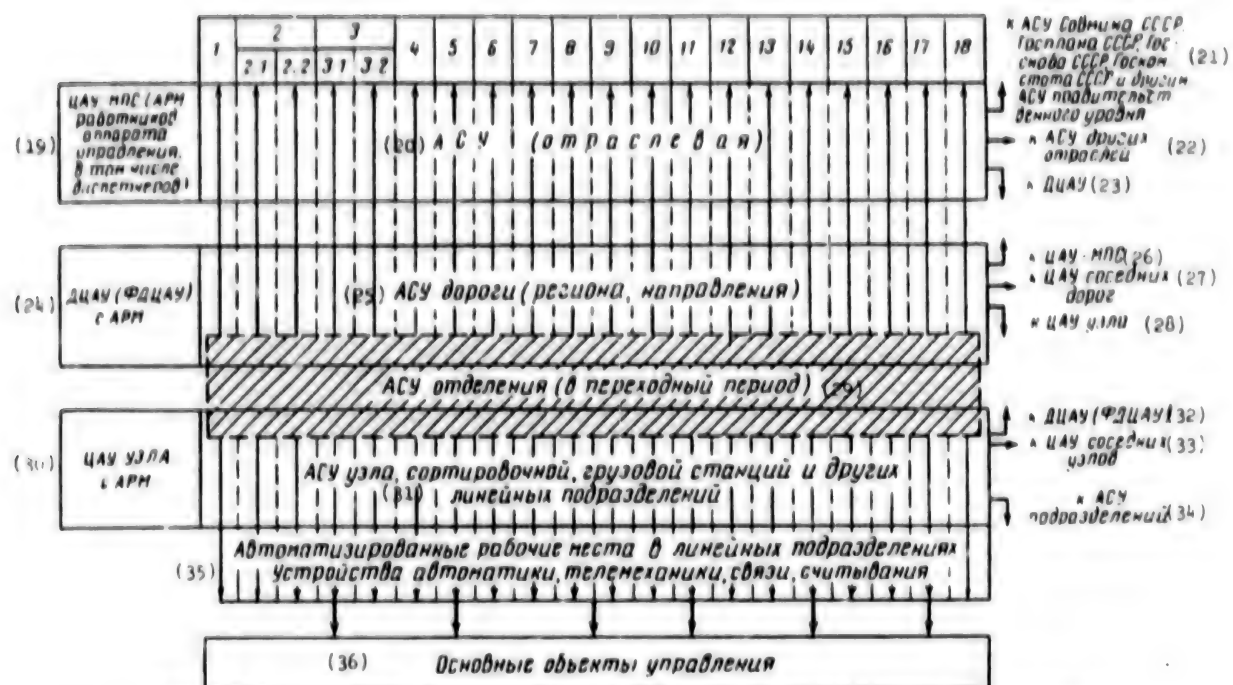 1 2 3 4 5 6 7 8 9 10 11 12 13 14 15 16 17 18
2.1 2.2 3.1 3.2
к АСУ Совмина СССР,
Госплана СССР, Гос-
снаба СССР, Госком-
стата СССР и другим
АСУ правительст-
венного уровня
(21)
(19)
ЦАУ МПС (АРМ
работников
аппарата
управления,
в том числе
диспетчеров)
(20) АСУ (отраслевая)
к АСУ других
отраслей
(22)
к ДЦАУ (23)
(24)
ДЦАУ (ФДЦАУ)
с АРМ
(25) АСУ дороги (региона, направления)
к ЦАУ МПС (26)
к ЦАУ соседних
дорог
(27)
к ЦАУ узла (28)
АСУ отделения (в переходный период) (29)
(30)
ЦАУ УЗЛА
с АРМ
АСУ узла, сортировочной, грузовой станций и других
(31) линейных подразделений
к ДЦАУ (ФДЦАУ) (32)
к ЦАУ соседних
узлов
(33)
к АСУ
подразделений (34)
Автоматизированные рабочие места в линейных подразделениях
(35) Устройства автоматики, телемеханики, связи, считывания
(36) Основные объекты управления